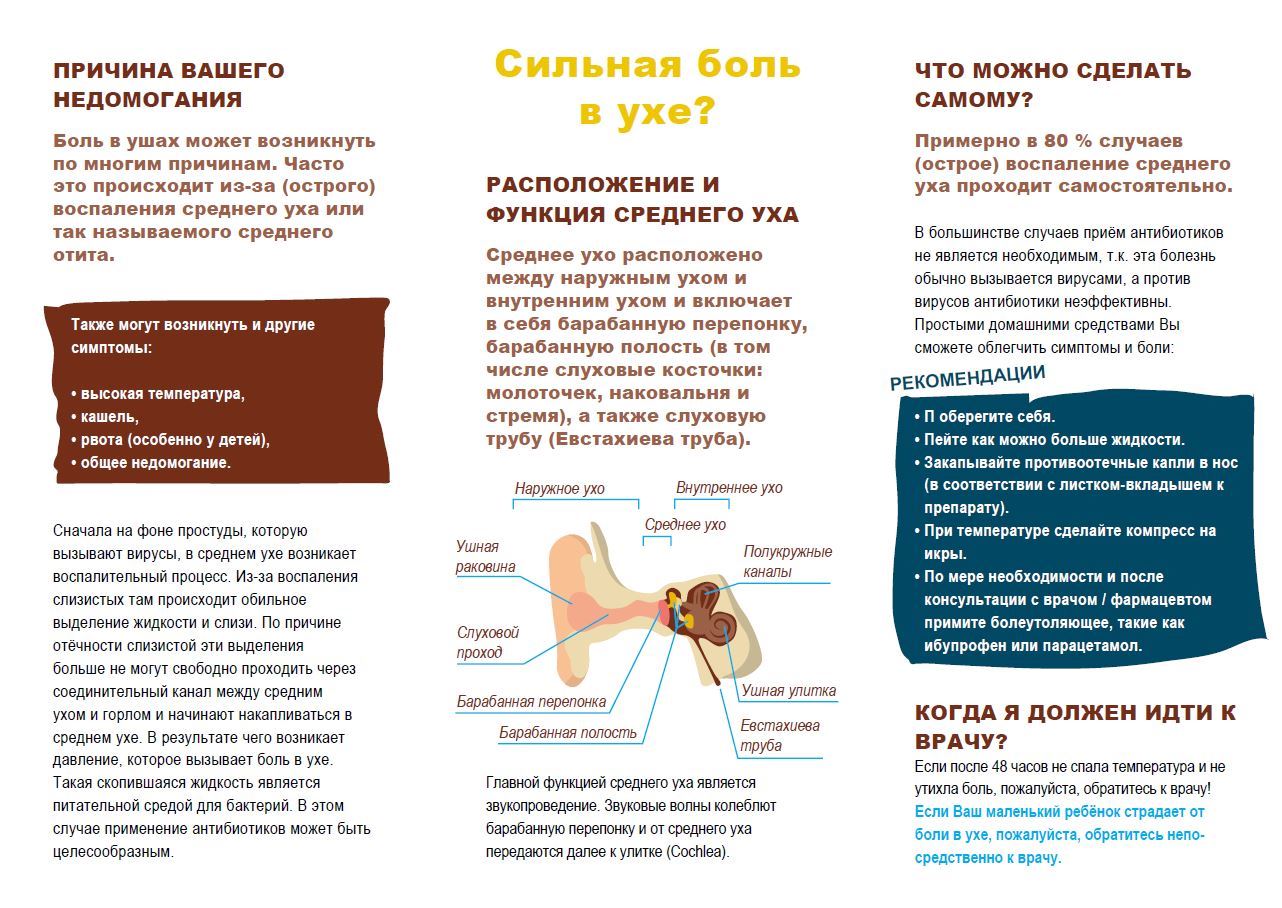 ПРИЧИНА ВАШЕГО
НЕДОМОГАНИЯ
Боль в ушах может возникнуть
по многим причинам. Часто
это происходит из-за (острого)
воспаления среднего уха или
так называемого среднего
отита.
Также могут возникнуть и другие
симптомы:
• высокая температура,
• кашель,
• рвота (особенно у детей),
• общее недомогание.
Сначала на фоне простуды, которую
вызывают вирусы, в среднем ухе возникает
воспалительный процесс. Из-за воспаления
слизистых там происходит обильное
выделение жидкости и слизи. По причине
отёчности слизистой эти выделения
больше не могут свободно проходить через
соединительный канал между средним
ухом и горлом и начинают накапливаться в
среднем ухе. В результате чего возникает
давление, которое вызывает боль в ухе.
Такая скопившаяся жидкость является
питательной средой для бактерий. В этом
случае применение антибиотиков может быть
целесообразным.
Сильная боль
в ухе?
РАСПОЛОЖЕНИЕ И
ФУНКЦИЯ СРЕДНЕГО УХА
Среднее ухо расположено
между наружным ухом и
внутренним ухом и включает
в себя барабанную перепонку,
барабанную полость (в том
числе слуховые косточки:
молоточек, наковальня и
стремя), а также слуховую
трубу (Евстахиева труба).
Наружное ухо
Внутреннее ухо
Среднее ухо
Ушная
раковина
Полукружные
каналы
Слуховой
проход
Барабанная перепонка
Ушная улитка
Барабанная полость
Евстахиева
труба
Главной функцией среднего уха является
звукопроведение. Звуковые волны колеблют
барабанную перепонку и от среднего уха
передаются далее к улитке (Cochlea).
ЧТО МОЖНО СДЕЛАТЬ
САМОМУ?
Примерно в 80 % случаев
(острое) воспаление среднего
уха проходит самостоятельно.
В большинстве случаев приём антибиотиков
не является необходимым, т.к. эта болезнь
обычно вызывается вирусами, а против
вирусов антибиотики неэффективны.
Простыми домашними средствами Вы
сможете облегчить симптомы и боли:
РЕКОМЕНДАЦИИ
• П оберегите себя.
• Пейте как можно больше жидкости.
• Закапывайте противоотечные капли в нос
(в соответствии с листком-вкладышем к
препарату).
• При температуре сделайте компресс на
икры.
• По мере необходимости и после
консультации с врачом / фармацевтом
примите болеутоляющее, такие как
ибупрофен или парацетамол.
КОГДА Я ДОЛЖЕН ИДТИ К
ВРАЧУ?
Если после 48 часов не спала температура и не
утихла боль, пожалуйста, обратитесь к врачу!
Если Ваш маленький ребёнок страдает от
боли в ухе, пожалуйста, обратитесь непо-
средственно к врачу.